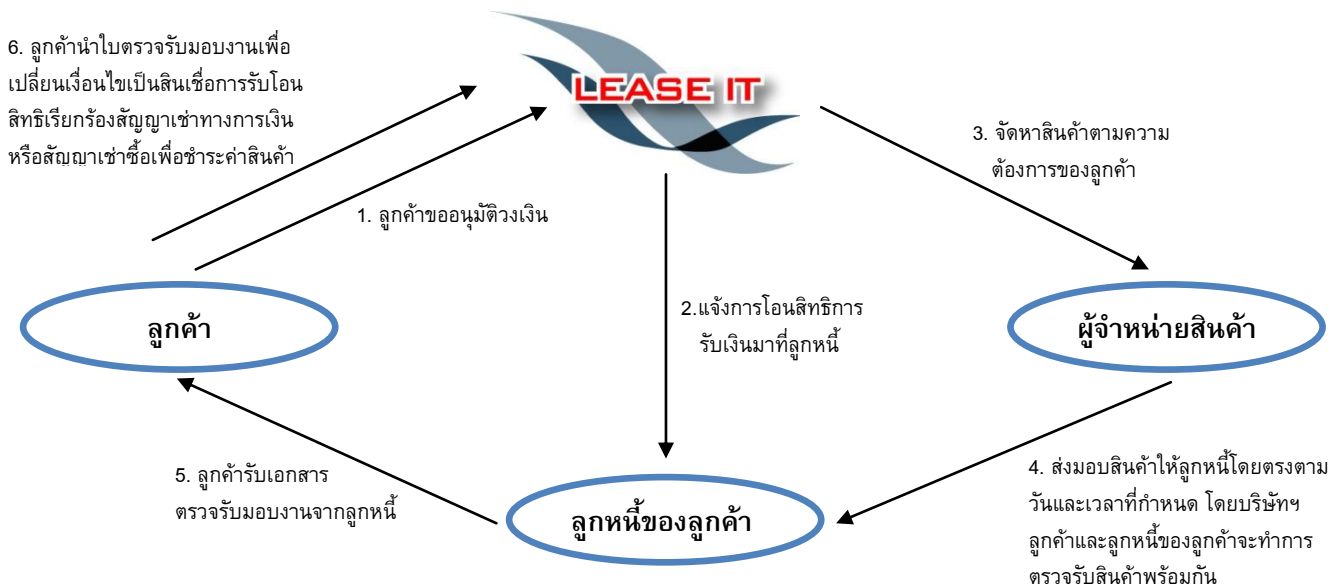 6. ลูกค้านำใบตรวจรับมอบงานเพื่อ
เปลี่ยนเงื่อนไขเป็นสินเชื่อการรับโอน
สิทธิเรียกร้องสัญญาเช่าทางการเงิน
หรือสัญญาเช่าซื้อเพื่อชำระค่าสินค้า
LEASE IT
3. จัดหาสินค้าตามความ
ต้องการของลูกค้า
1. ลูกค้าขออนุมัติวงเงิน
2.แจ้งการโอนสิทธิการ
รับเงินมาที่ลูกหนี้
ลูกค้า
ผู้จำหน่ายสินค้า
5. ลูกค้ารับเอกสาร
ตรวจรับมอบงานจากลูกหนี้
ลูกหนี้ของลูกค้า
4. ส่งมอบสินค้าให้ลูกหนี้โดยตรงตาม
วันและเวลาที่กำหนด โดยบริษัทฯ
ลูกค้าและลูกหนี้ของลูกค้าจะทำการ
ตรวจรับสินค้าพร้อมกัน